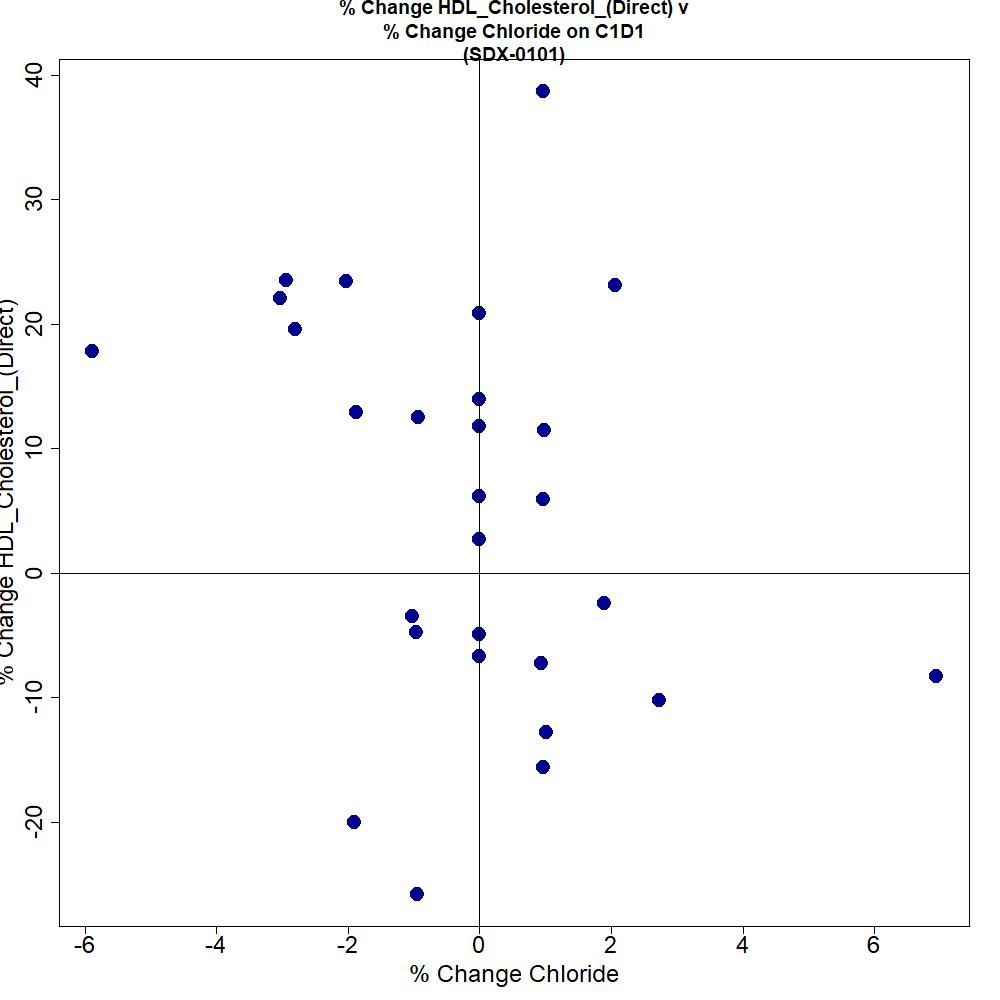 % Change HDL_Cholesterol_(Direct) v
% Change Chloride on C1D1
(SDX-0101)
% Change HDL_Cholesterol_(Direct)
40
30
20
10
0
-10
-20
-6
-4
-2
0
2
4
6
% Change Chloride